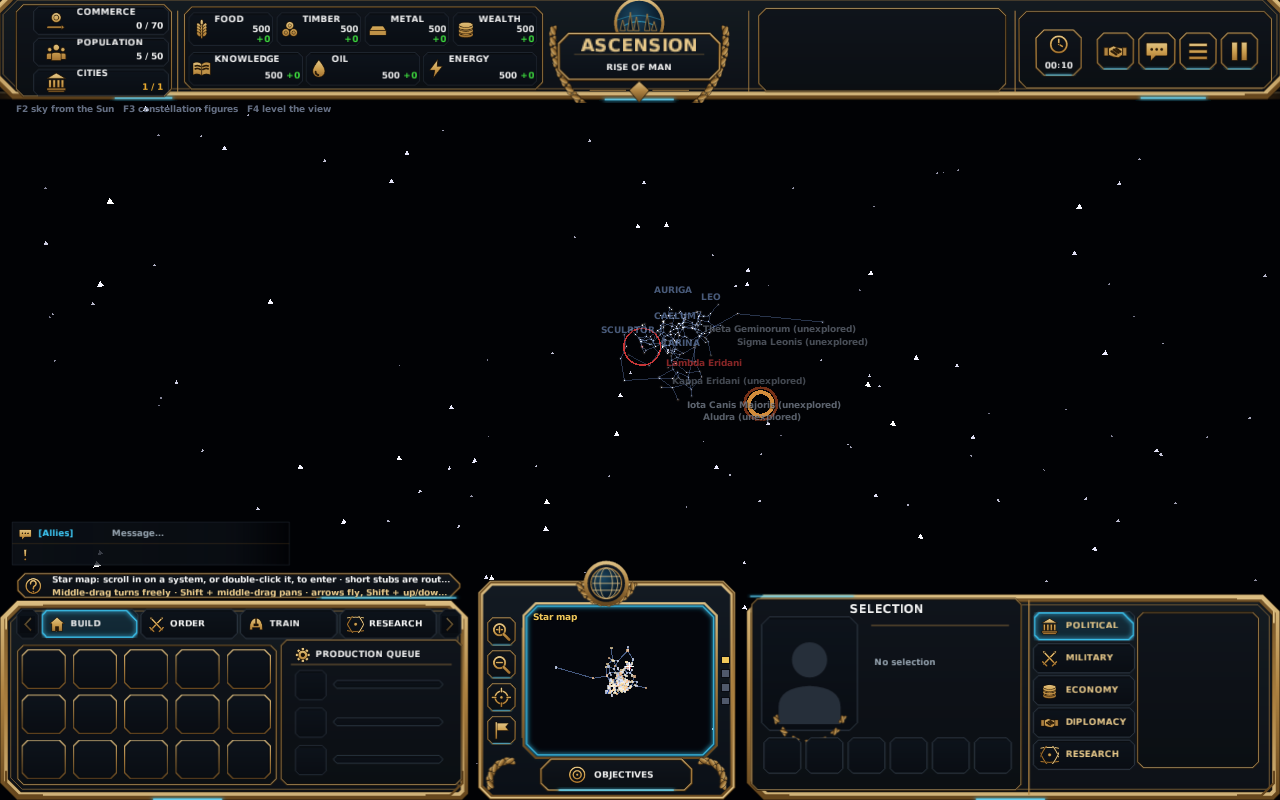 COMMERCE
0 / 70
POPULATION
5 / 50
CITIES
1 / 1
FOOD
500
+0
TIMBER
500
+0
METAL
500
+0
WEALTH
500
+0
KNOWLEDGE
500 +0
OIL
500 +0
ENERGY
500 +0
ASCENSION
RISE OF MAN
00:10
F2 sky from the Sun F3 constellation figures F4 level the view
AURIGA
LEO
CAELUM
SCULPTOR
Theta Geminorum (unexplored)
CARINA
Sigma Leonis (unexplored)
Lambda Eridani
Kappa Eridani (unexplored)
Iota Canis Majoris (unexplored)
Aludra (unexplored)
[Allies] Message...
!
Star map: scroll in on a system, or double-click it, to enter · short stubs are rout...
Middle-drag turns freely · Shift + middle-drag pans · arrows fly, Shift + up/dow...
BUILD
ORDER
TRAIN
RESEARCH
PRODUCTION QUEUE
Star map
OBJECTIVES
SELECTION
No selection
POLITICAL
MILITARY
ECONOMY
DIPLOMACY
RESEARCH